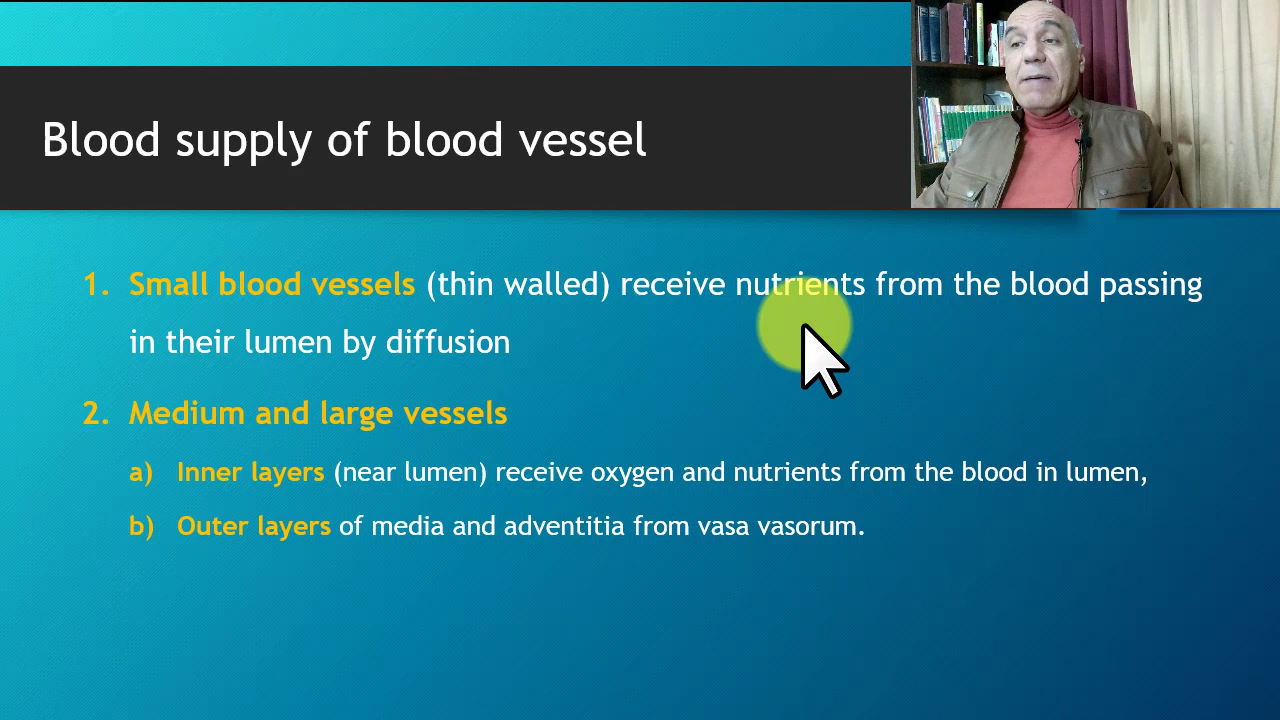 Blood supply of blood vessel
1. Small blood vessels (thin walled) receive nutrients from the blood passing
in their lumen by diffusion
2. Medium and large vessels
a) Inner layers (near lumen) receive oxygen and nutrients from the blood in lumen,
b) Outer layers of media and adventitia from vasa vasorum.